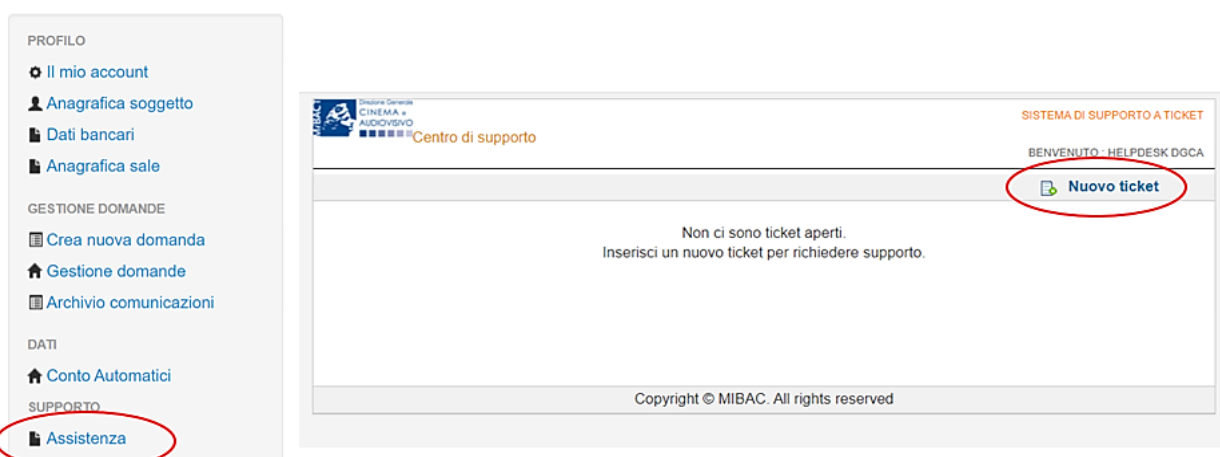 PROFILO
Il mio account
Anagrafica soggetto
Dati bancari
Anagrafica sale
GESTIONE DOMANDE
Crea nuova domanda
Gestione domande
Archivio comunicazioni
DATI
Conto Automatici
SUPPORTO
Assistenza
MIBAC
Direzione Generale
CINEMA e
AUDIOVISIVO
Centro di supporto
SISTEMA DI SUPPORTO A TICKET
BENVENUTO : HELPDESK DGCA
Nuovo ticket
Non ci sono ticket aperti.
Inserisci un nuovo ticket per richiedere supporto.
Copyright © MIBAC. All rights reserved